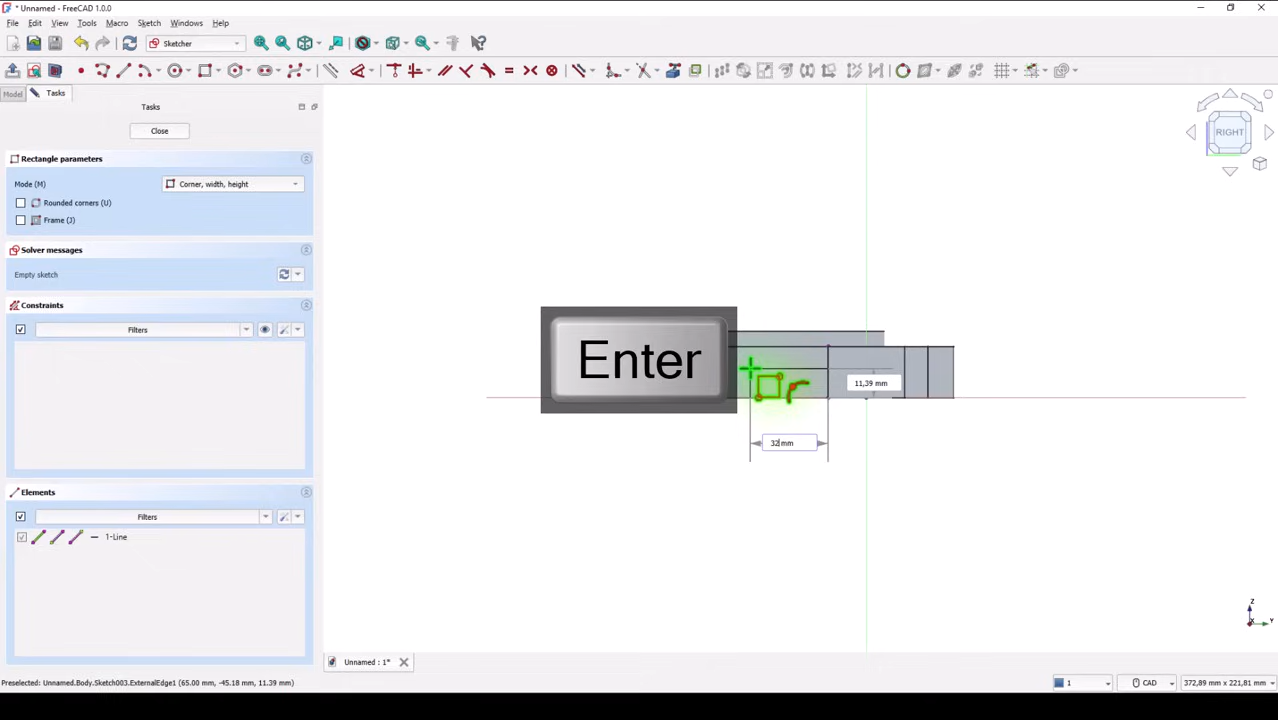 * Unnamed - FreeCAD 1.0.0
File Edit View Tools Macro Sketch Windows Help
Sketcher
Model Tasks
Tasks
Close
Rectangle parameters
Mode (M) Corner, width, height
Rounded corners (U)
Frame (J)
Solver messages
Empty sketch
Constraints
Filters
Elements
Filters
1-Line
Enter
11,39 mm
32 mm
RIGHT
Z
X
Y
Unnamed : 1*
Preselected: Unnamed.Body.Sketch003.ExternalEdge1 (65.00 mm, -45.18 mm, 11.39 mm)
1
CAD
372,89 mm x 221,81 mm